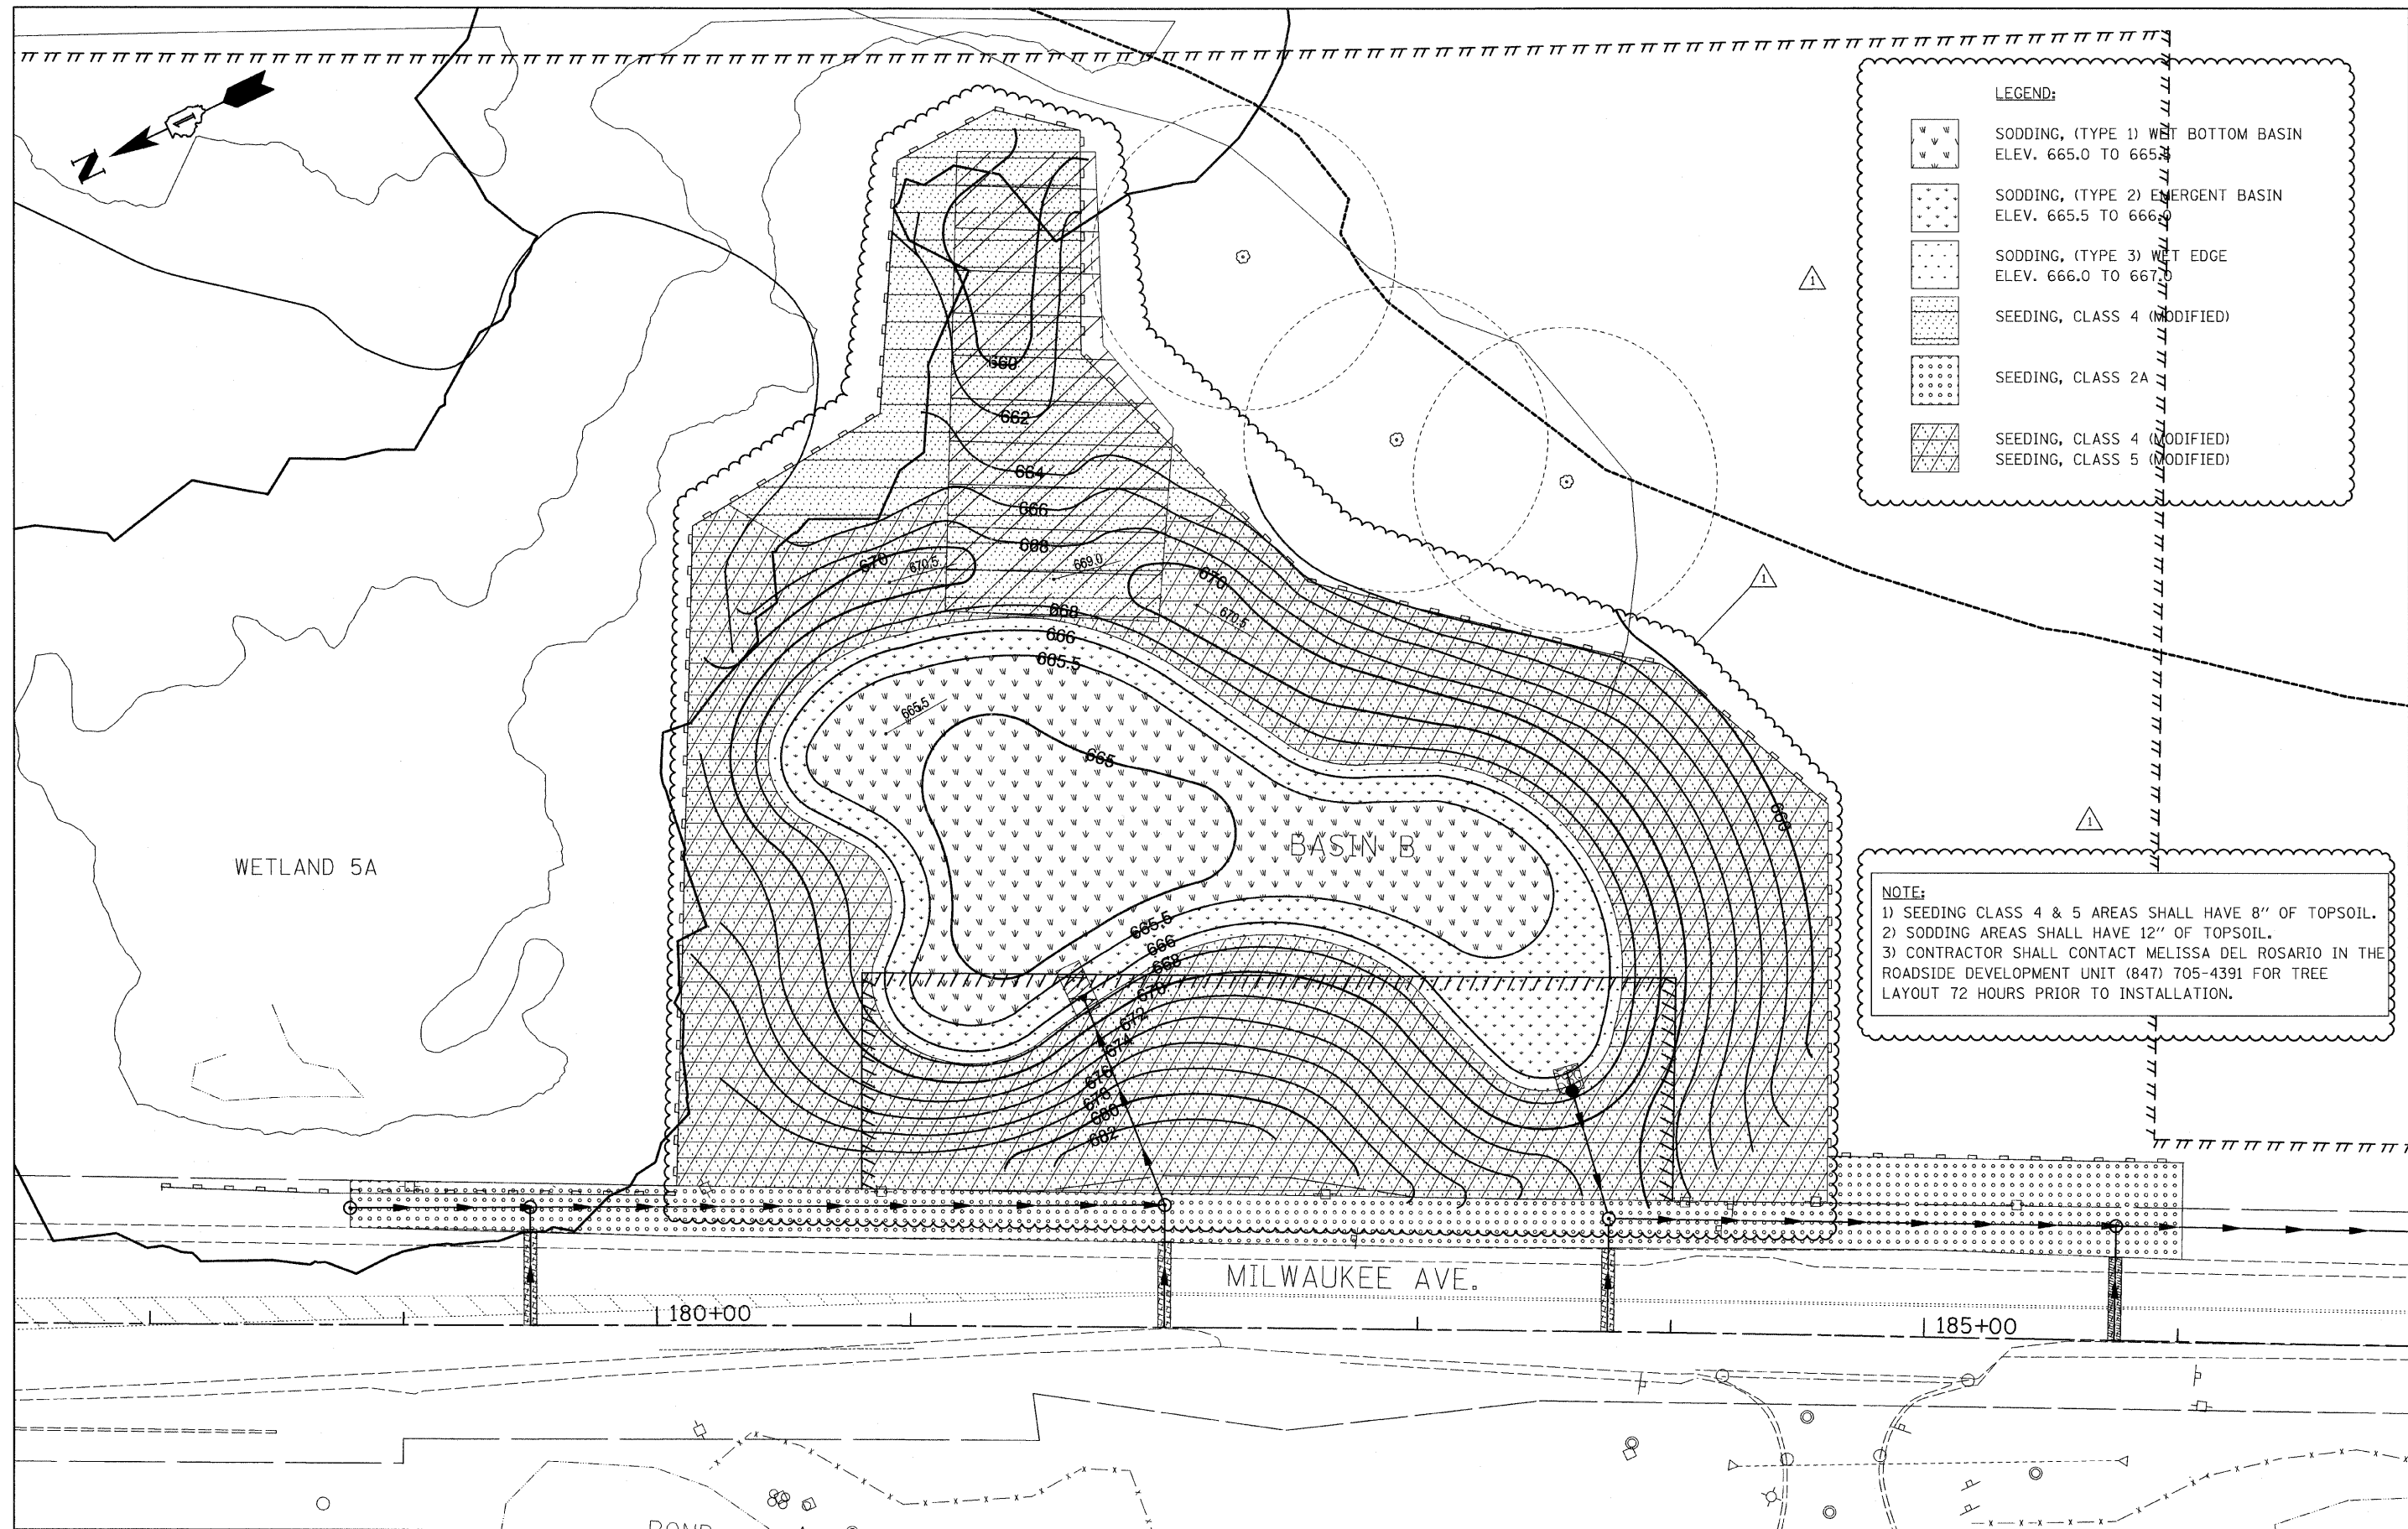 N
LEGEND:
SODDING, (TYPE 1) WET BOTTOM BASIN
ELEV. 665.0 TO 665.5
SODDING, (TYPE 2) EMERGENT BASIN
ELEV. 665.5 TO 666.0
SODDING, (TYPE 3) WET EDGE
ELEV. 666.0 TO 667.0
SEEDING, CLASS 4 (MODIFIED)
SEEDING, CLASS 2A
SEEDING, CLASS 4 (MODIFIED)
SEEDING, CLASS 5 (MODIFIED)
1
660
662
664
666
668
670
670.5
669.0
670
670.5
1
668
666
665.5
665.5
665
BASIN B
669
1
WETLAND 5A
NOTE:
1) SEEDING CLASS 4 & 5 AREAS SHALL HAVE 8" OF TOPSOIL.
2) SODDING AREAS SHALL HAVE 12" OF TOPSOIL.
3) CONTRACTOR SHALL CONTACT MELISSA DEL ROSARIO IN THE
ROADSIDE DEVELOPMENT UNIT (847) 705-4391 FOR TREE
LAYOUT 72 HOURS PRIOR TO INSTALLATION.
665.5
666
668
670
672
674
676
678
680
682
MILWAUKEE AVE.
180+00
185+00
POND